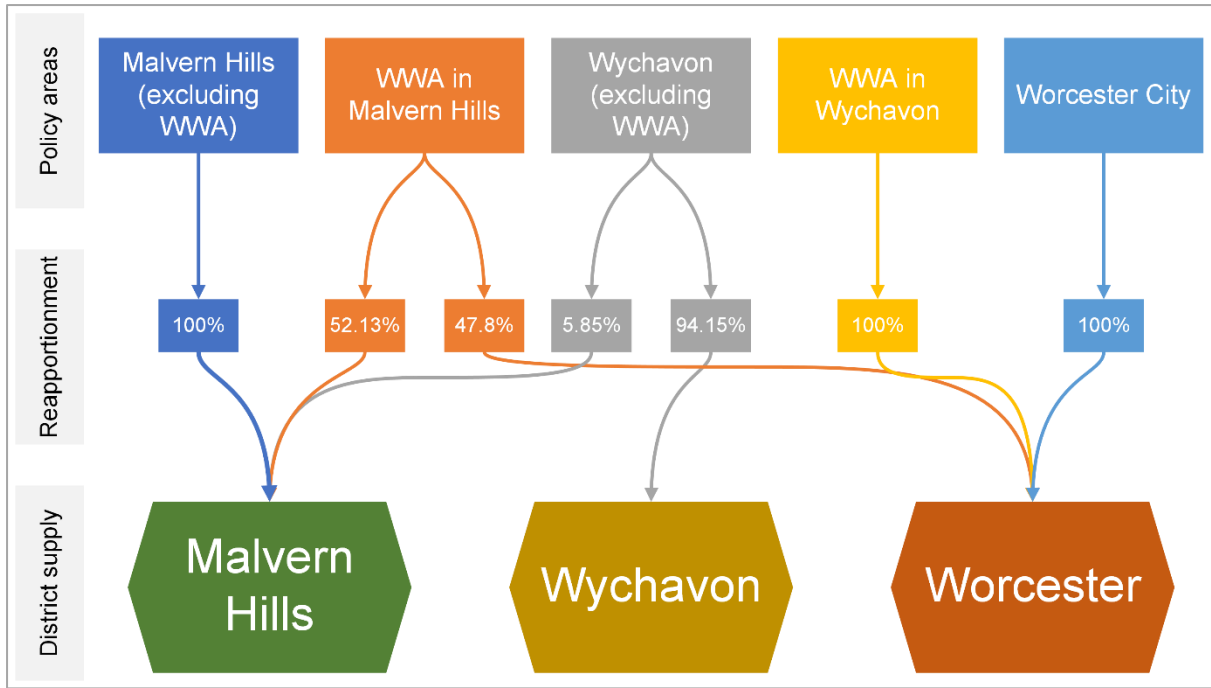 Policy areas
Malvern Hills
(excluding
WWA)
WWA in
Malvern Hills
Wychavon
(excluding
WWA)
WWA in
Wychavon
Worcester City
Reapportionment
100%
52.13%
47.8%
5.85%
94.15%
100%
100%
District supply
Malvern
Hills
Wychavon
Worcester